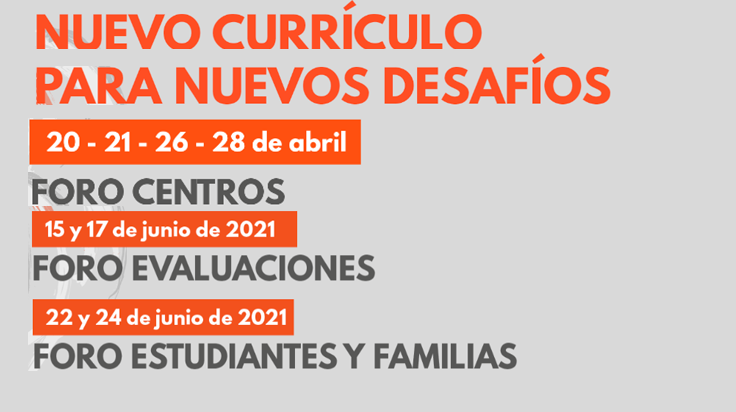 NUEVO CURRÍCULO
PARA NUEVOS DESAFÍOS
20 - 21 - 26 - 28 de abril
FORO CENTROS
15 y 17 de junio de 2021
FORO EVALUACIONES
22 y 24 de junio de 2021
FORO ESTUDIANTES Y FAMILIAS